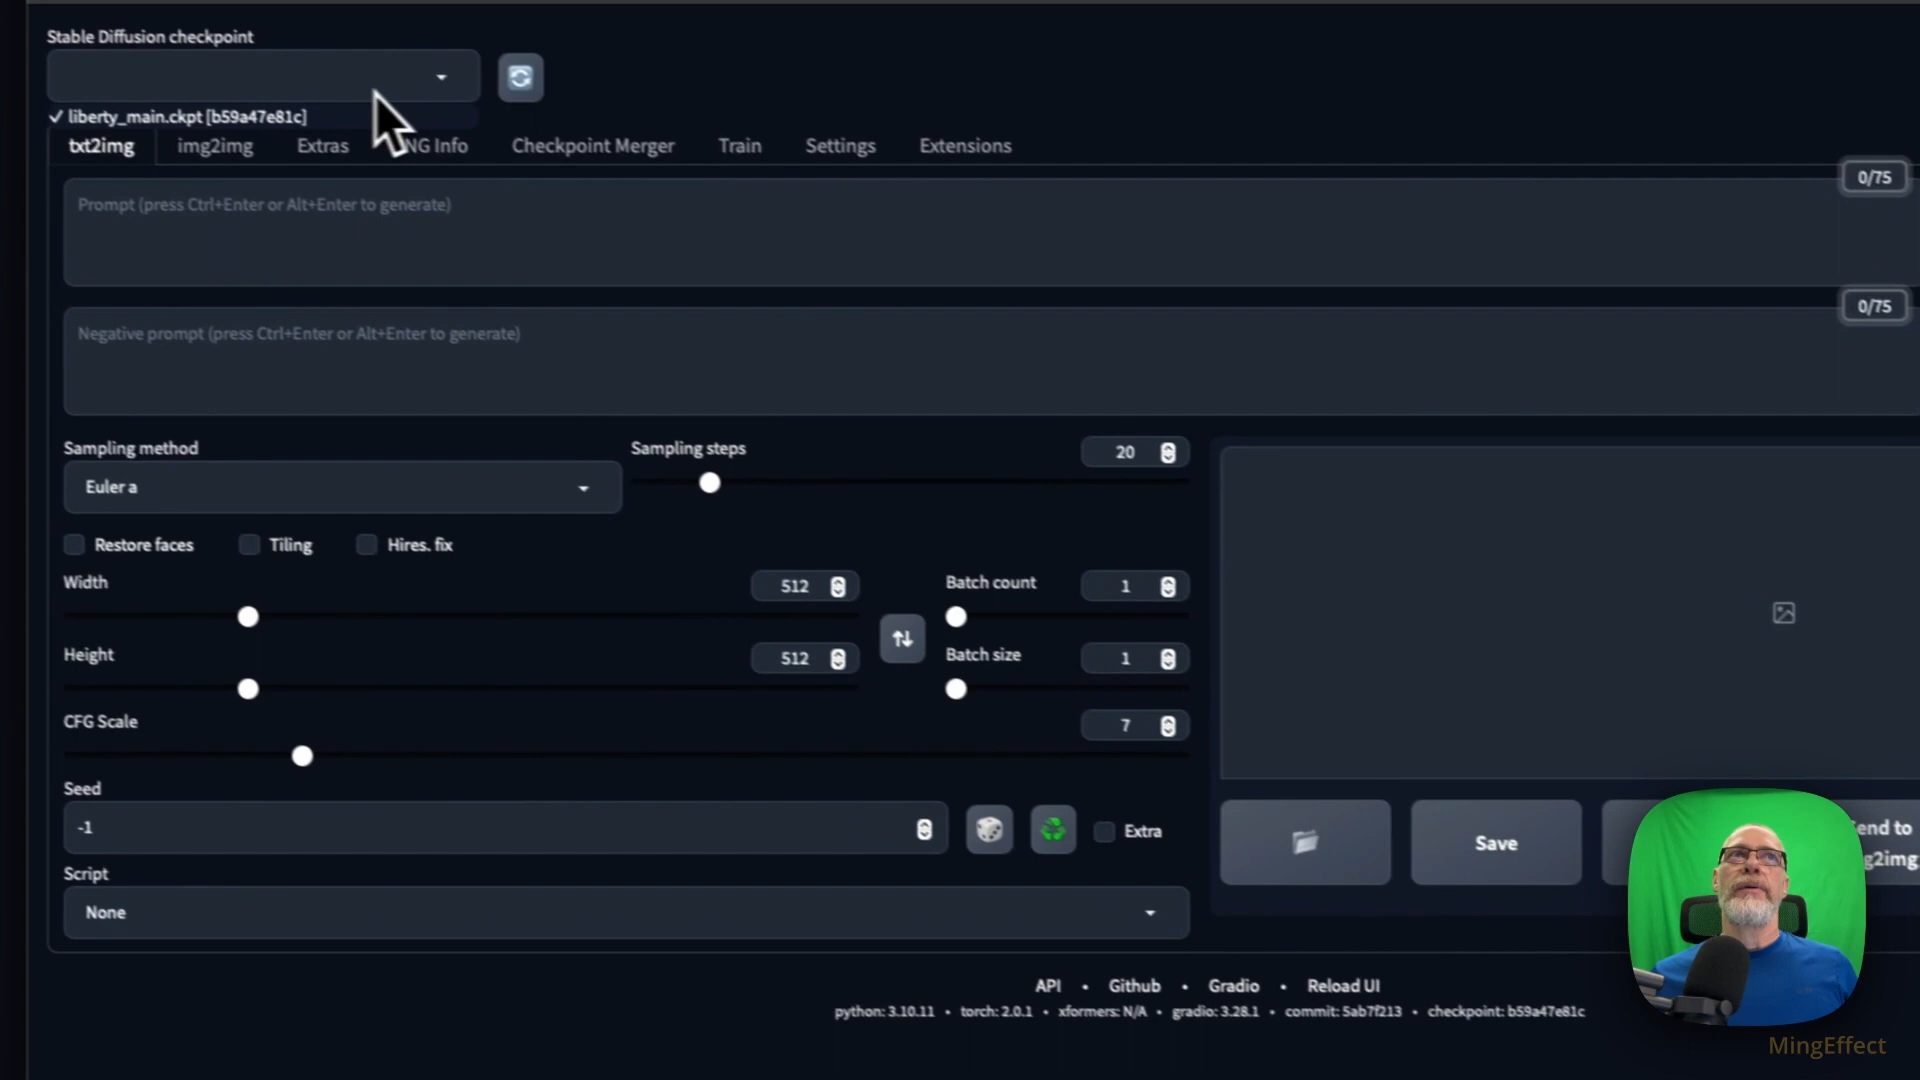 Stable Diffusion checkpoint
✓ liberty_main.ckpt [b59a47e81c]
txt2img img2img Extras NG Info Checkpoint Merger Train Settings Extensions
0/75
Prompt (press Ctrl+Enter or Alt+Enter to generate)
0/75
Negative prompt (press Ctrl+Enter or Alt+Enter to generate)
Sampling method
Euler a
Sampling steps
20
Restore faces Tiling Hires. fix
Width
512
Batch count
1
Height
512
Batch size
1
CFG Scale
7
Seed
-1
Extra
Script
None
Save
end to
g2img
API • Github • Gradio • Reload UI
python: 3.10.11 • torch: 2.0.1 • xformers: N/A • gradio: 3.28.1 • commit: 5ab7f213 • checkpoint: b59a47e81c
MingEffect